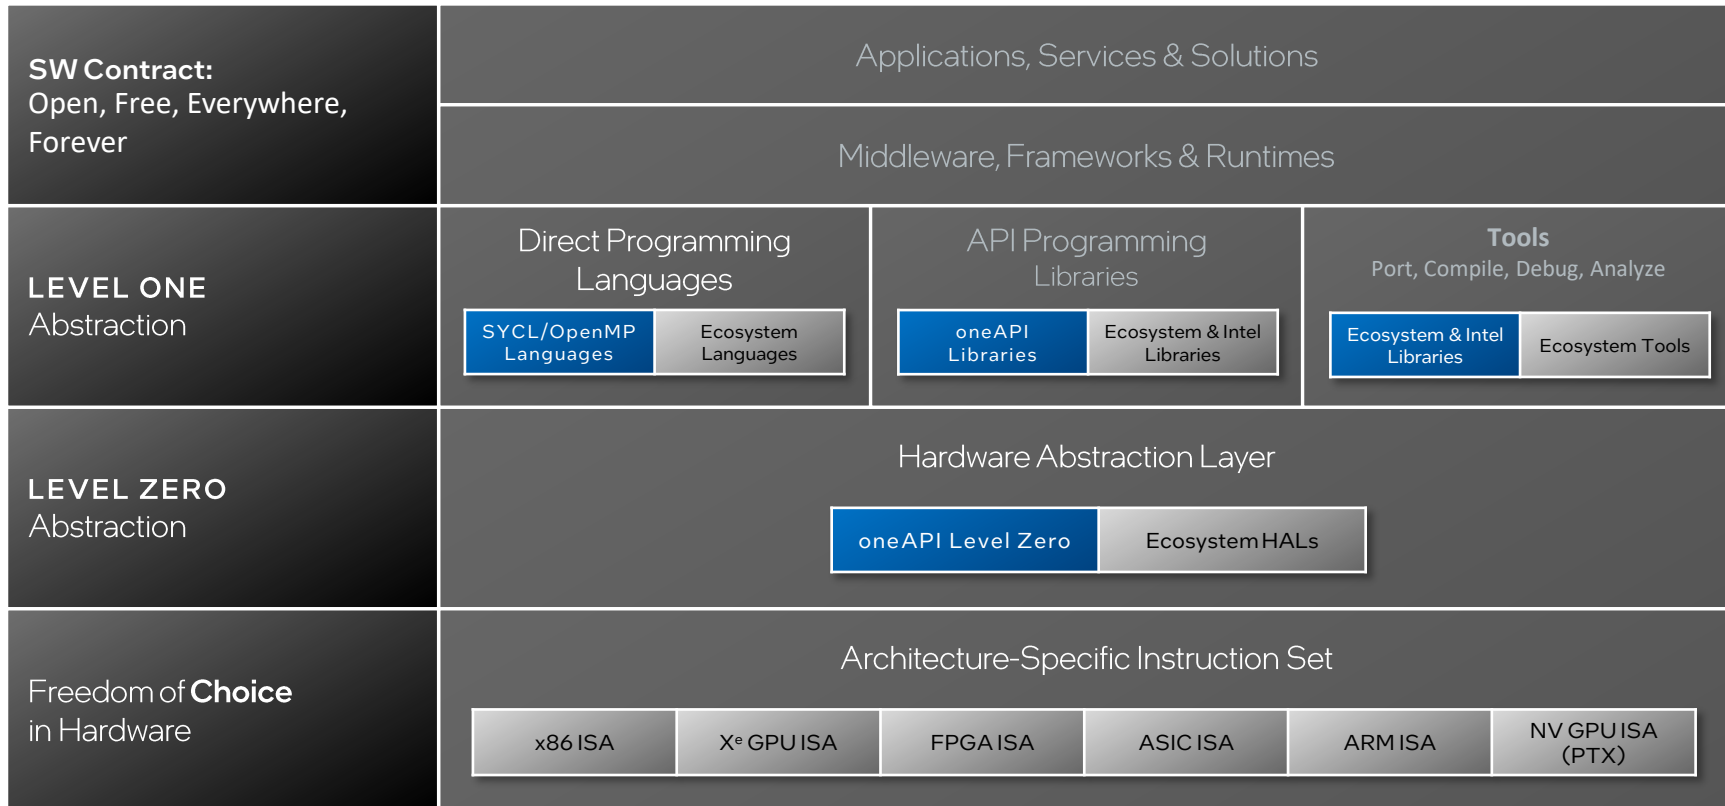 SW Contract:
Open, Free, Everywhere,
Forever
Applications, Services & Solutions
Middleware, Frameworks & Runtimes
LEVEL ONE
Abstraction
Direct Programming
Languages
SYCL/OpenMP
Languages
Ecosystem
Languages
API Programming
Libraries
oneAPI
Libraries
Ecosystem & Intel
Libraries
Tools
Port, Compile, Debug, Analyze
Ecosystem & Intel
Libraries
Ecosystem Tools
LEVEL ZERO
Abstraction
Hardware Abstraction Layer
oneAPI Level Zero
Ecosystem HALs
Freedom of Choice
in Hardware
Architecture-Specific Instruction Set
x86 ISA
Xᵉ GPU ISA
FPGA ISA
ASIC ISA
ARM ISA
NV GPU ISA
(PTX)